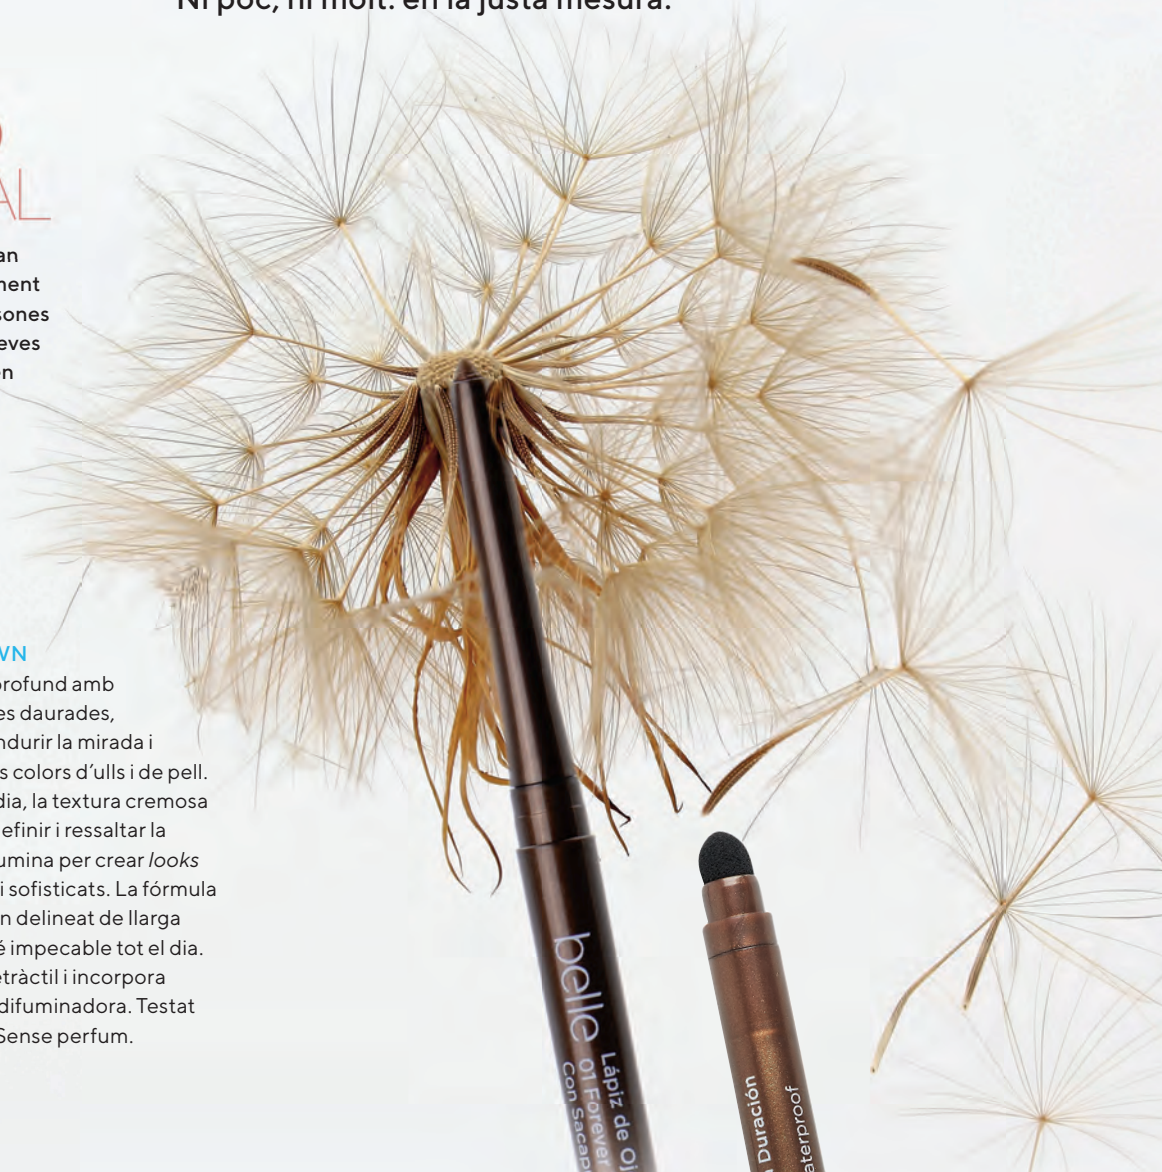 Ni poc, ni molt: en la justa mesura.
AL
an
ment
sones
eves
en
WN
profund amb
es daurades,
ndurir la mirada i
s colors d'ulls i de pell.
dia, la textura cremosa
efinir i ressaltar la
umina per crear looks
i sofisticats. La fórmula
n delineat de llarga
é impecable tot el dia.
etràctil i incorpora
difuminadora. Testat
Sense perfum.
belle
Lápiz de Oj
01 Forever
Con Sacap
Duración
aterproof